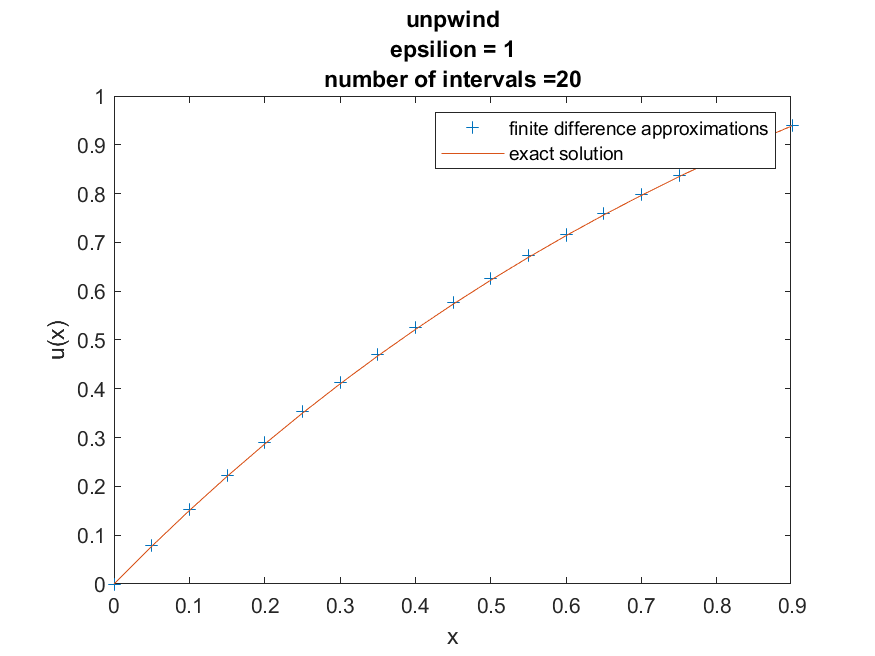 unpwind
epsilion = 1
number of intervals =20
finite difference approximations
exact solution
1
0.9
0.8
0.7
0.6
0.5
0.4
0.3
0.2
0.1
0
u(x)
0 0.1 0.2 0.3 0.4 0.5 0.6 0.7 0.8 0.9
x